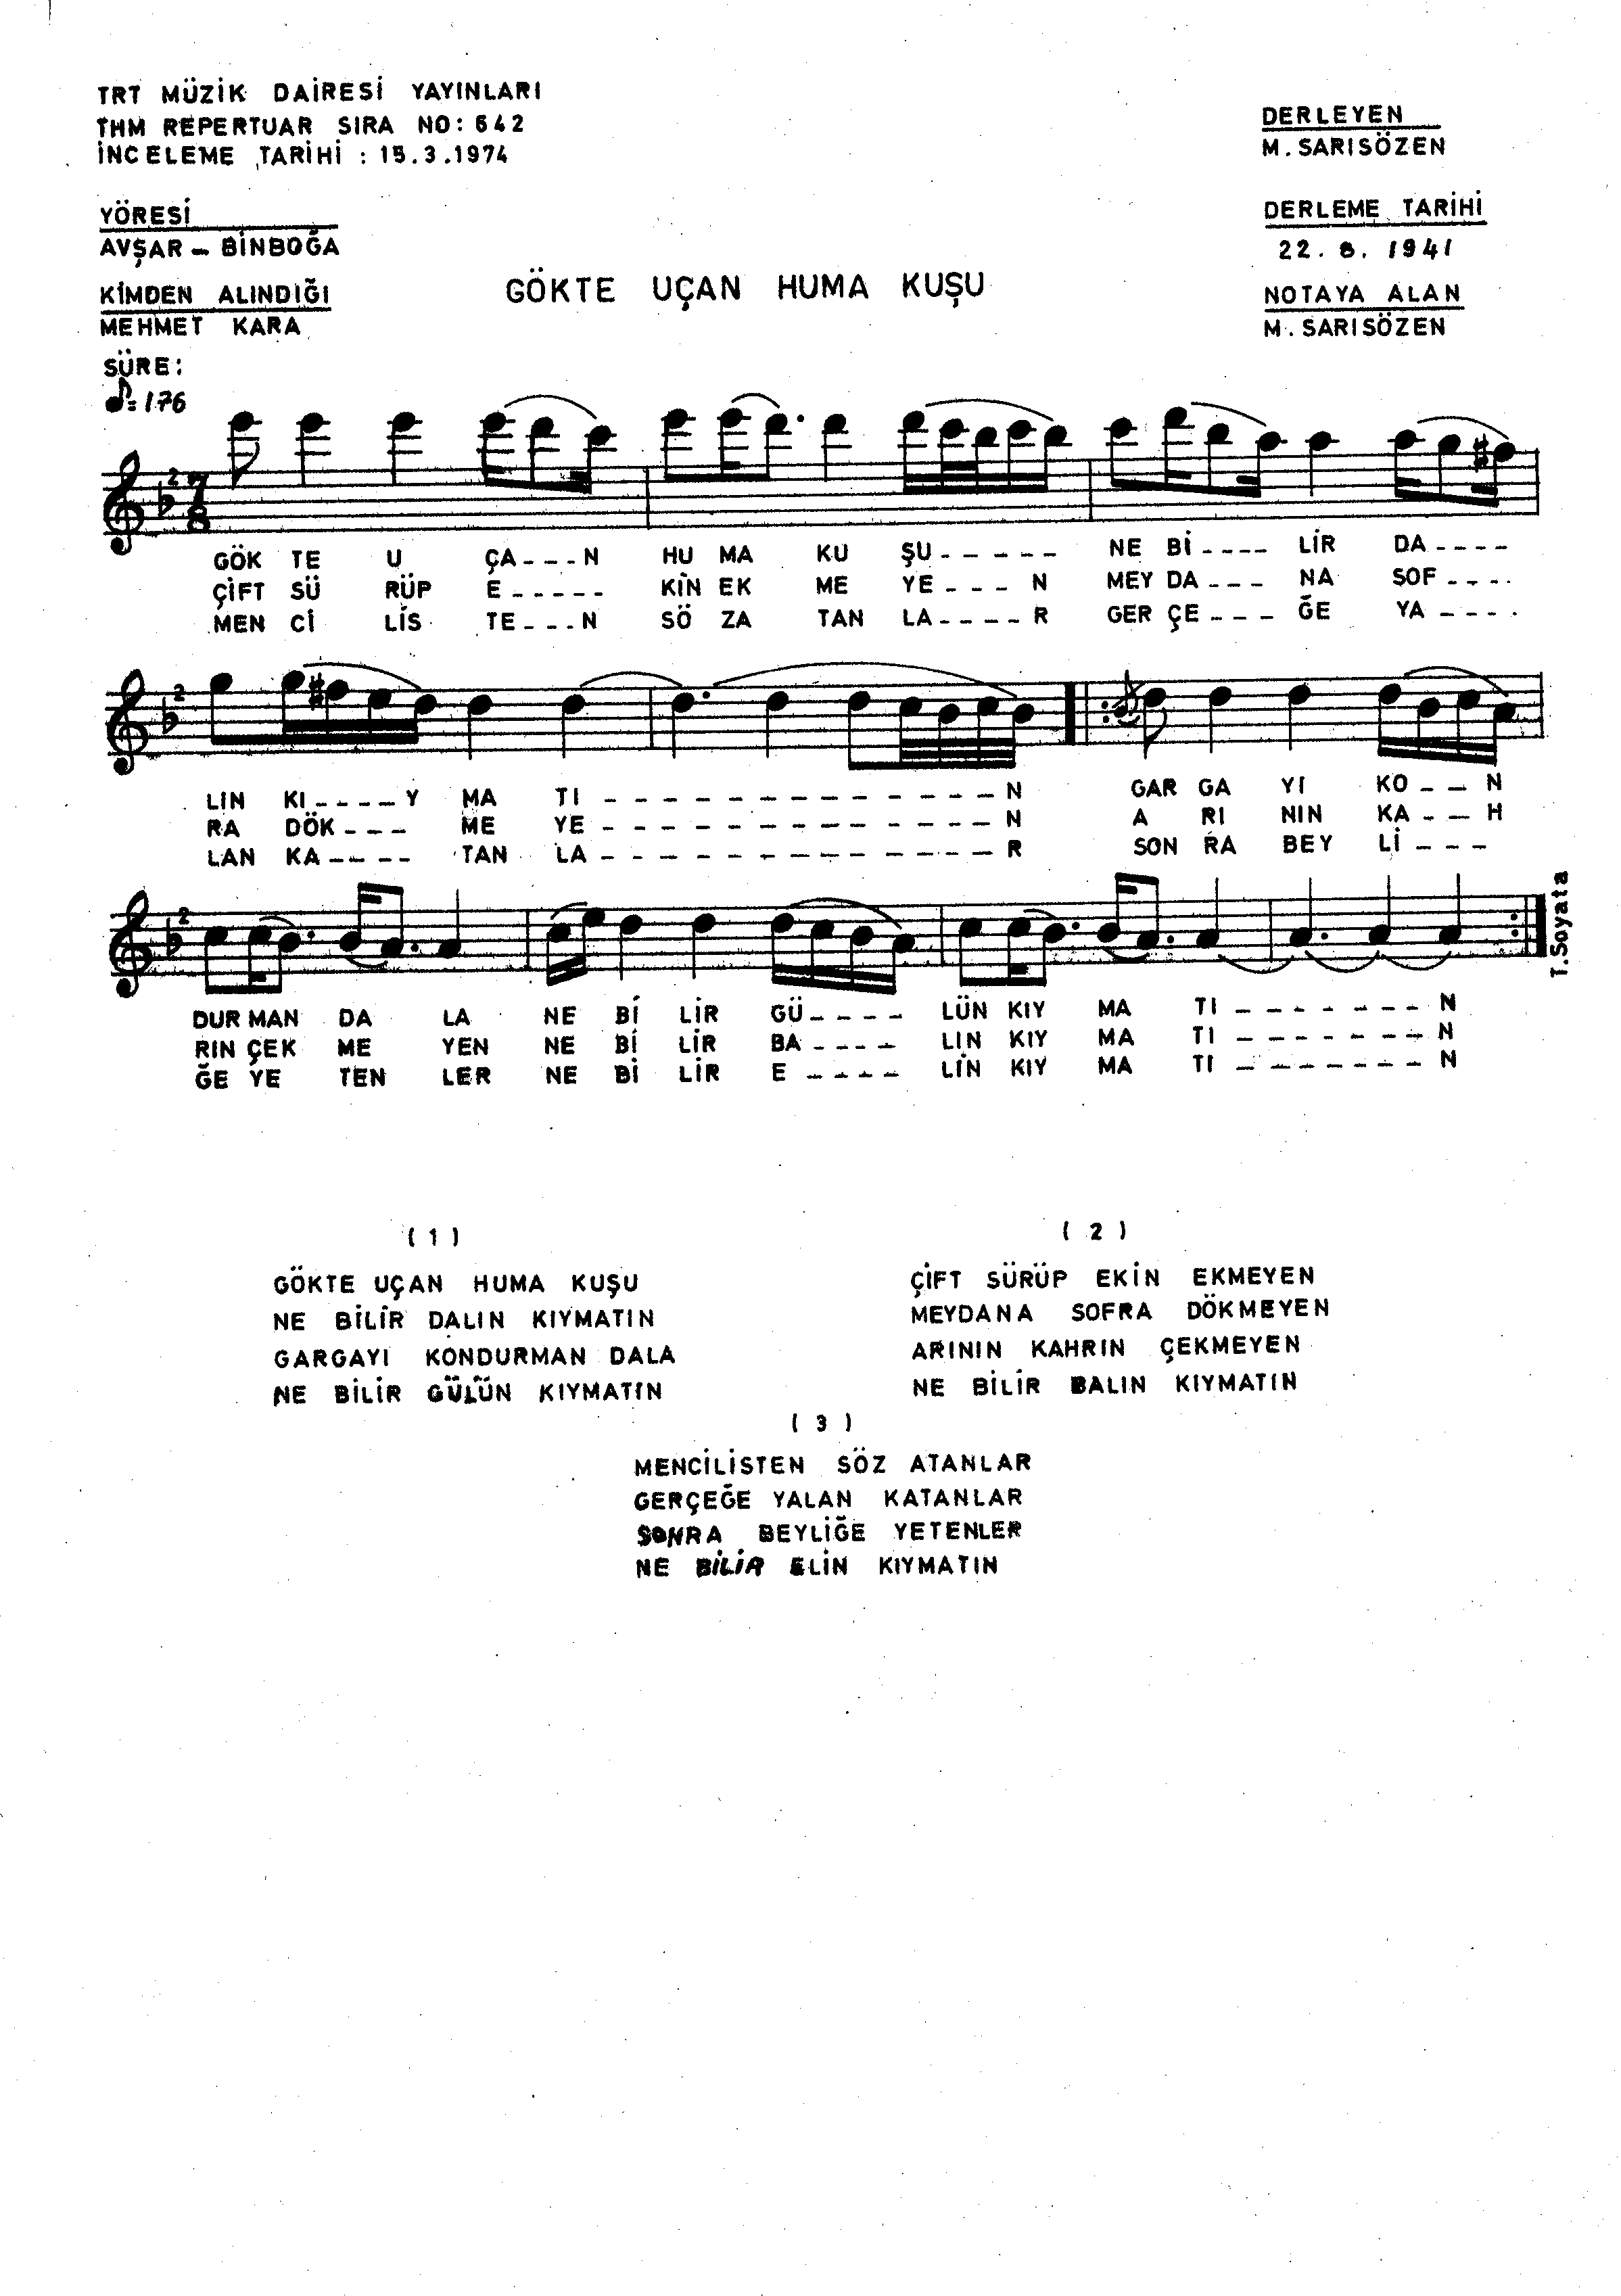 TRT MÜZİK DAİRESİ YAYINLARI
THM REPERTUAR SIRA NO: 642
İNCELEME TARİHİ : 15.3.1974
DERLEYEN
M. SARISÖZEN
YÖRESİ
AVŞAR – BİNBOĞA
DERLEME TARİHİ
22. 8. 1941
KİMDEN ALINDIĞI
MEHMET KARA
GÖKTE UÇAN HUMA KUŞU
NOTAYA ALAN
M. SARISÖZEN
SÜRE:
♪= 176
GÖK TE U ÇA---N HU MA KU ŞU----- NE Bİ---- LİR DA----
ÇİFT SÜ RÜP E----- KİN EK ME YE---N MEY DA--- NA SOF----
MEN Cİ LİS TE---N SÖ ZA TAN LA----R GER ÇE--- ĞE YA----
LIN KI----Y MA TI-------------N GAR GA YI KO--N
RA DÖK--- ME YE-------------N A RI NIN KA--H
LAN KA---- TAN LA-------------R SON RA BEY Lİ---
DUR MAN DA LA NE Bİ LİR GÜ---- LÜN KIY MA TI-------N
RIN ÇEK ME YEN NE Bİ LİR BA---- LIN KIY MA TI-------N
ĞE YE TEN LER NE Bİ LİR E---- LİN KIY MA TI-------N
T.Soyata
( 1 )
GÖKTE UÇAN HUMA KUŞU
NE BİLİR DALIN KIYMATIN
GARGAYI KONDURMAN DALA
NE BİLİR GÜLÜN KIYMATIN
( 2 )
ÇİFT SÜRÜP EKİN EKMEYEN
MEYDANA SOFRA DÖKMEYEN
ARININ KAHRIN ÇEKMEYEN
NE BİLİR BALIN KIYMATIN
( 3 )
MENCİLİSTEN SÖZ ATANLAR
GERÇEĞE YALAN KATANLAR
SONRA BEYLİĞE YETENLER
NE BİLİR ELİN KIYMATIN